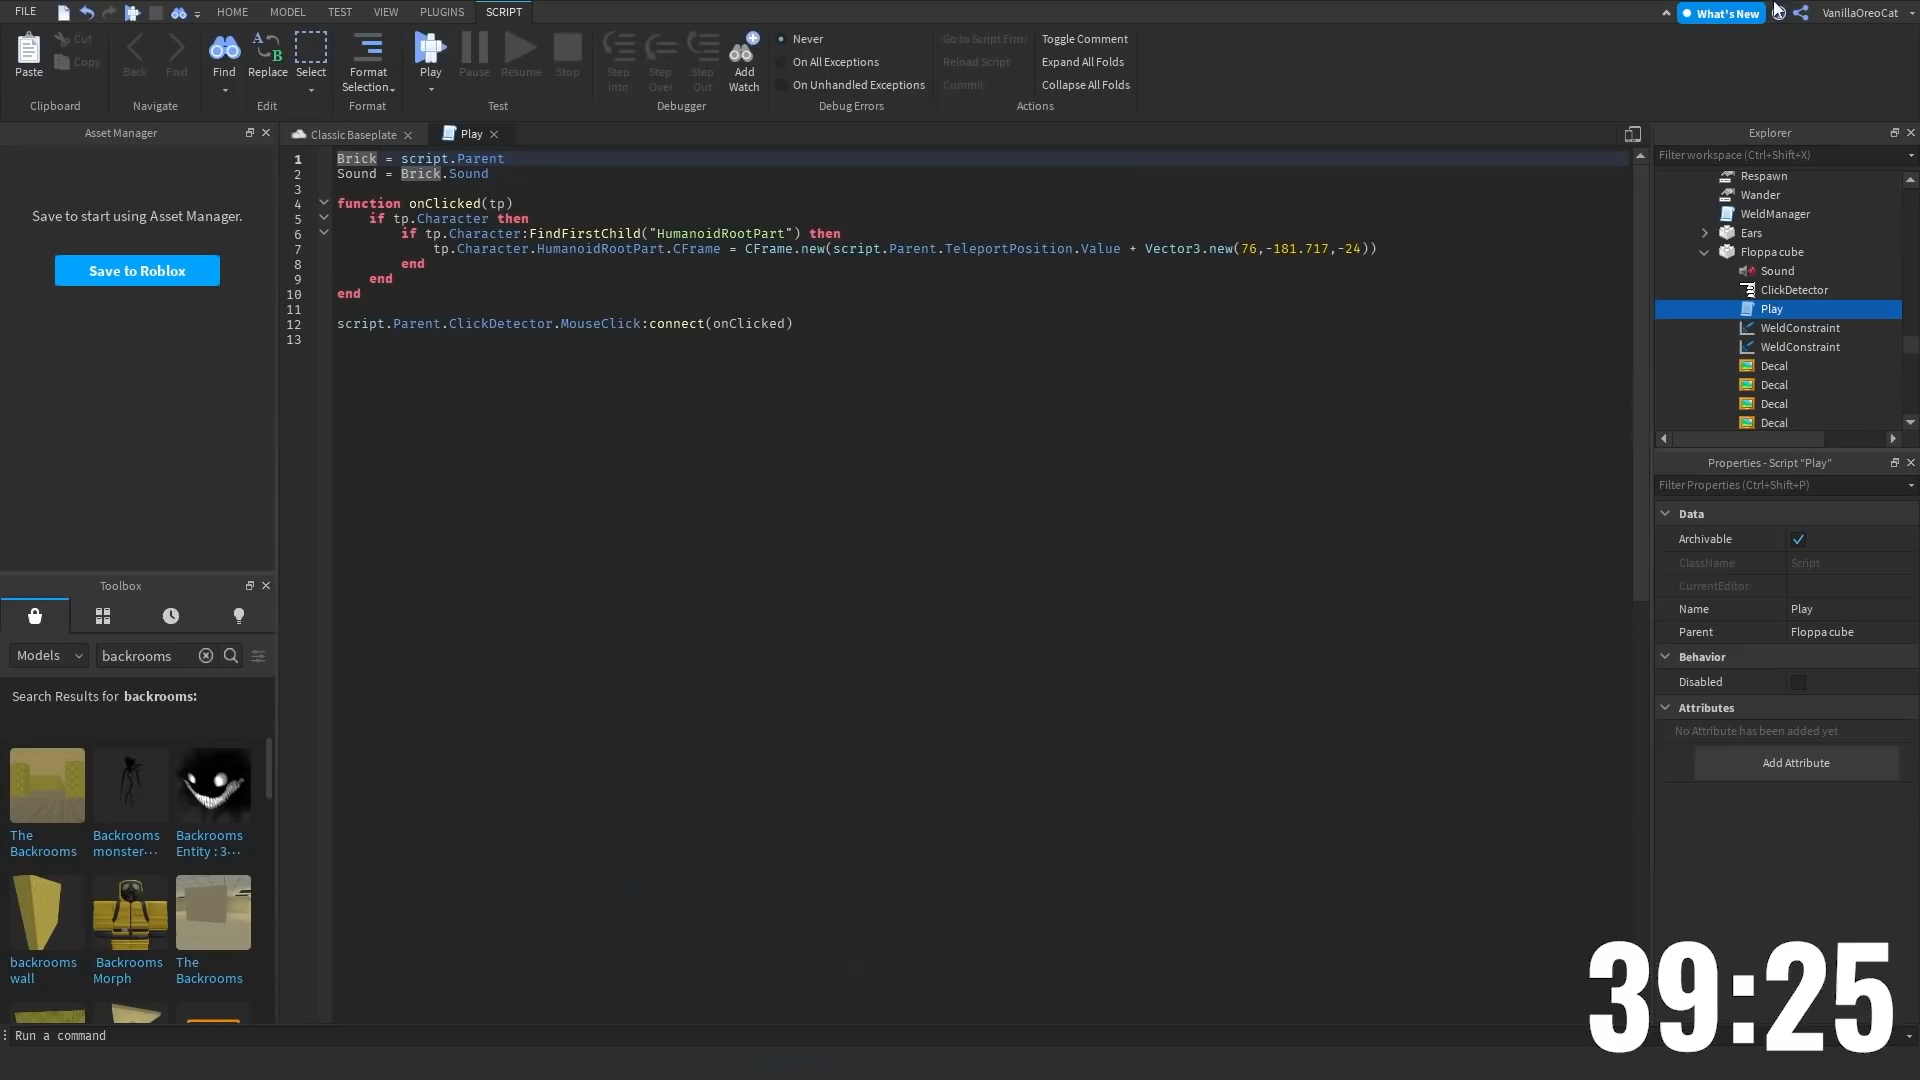 FILE
HOME
MODEL
TEST
VIEW
PLUGINS
SCRIPT
What's New
VanillaOreoCat
Paste
Cut
Copy
Back
Fwd
Find
Replace
Select
Format
Selection
Play
Pause
Resume
Stop
Step
Into
Step
Over
Step
Out
Add
Watch
Never
On All Exceptions
On Unhandled Exceptions
Go to Script Error
Reload Script
Commit
Toggle Comment
Expand All Folds
Collapse All Folds
Clipboard
Navigate
Edit
Format
Test
Debugger
Debug Errors
Actions
Asset Manager
Save to start using Asset Manager.
Save to Roblox
Classic Baseplate
Play
1 Brick = script.Parent
2 Sound = Brick.Sound
3
4 function onClicked(tp)
5 if tp.Character then
6 if tp.Character:FindFirstChild("HumanoidRootPart") then
7 tp.Character.HumanoidRootPart.CFrame = CFrame.new(script.Parent.TeleportPosition.Value + Vector3.new(76,-181.717,-24))
8 end
9 end
10 end
11
12 script.Parent.ClickDetector.MouseClick:connect(onClicked)
13
Explorer
Filter workspace (Ctrl+Shift+X)
Respawn
Wander
WeldManager
Ears
Floppa cube
Sound
ClickDetector
Play
WeldConstraint
WeldConstraint
Decal
Decal
Decal
Decal
Properties - Script "Play"
Filter Properties (Ctrl+Shift+P)
Data
Archivable
ClassName Script
CurrentEditor
Name Play
Parent Floppa cube
Behavior
Disabled
Attributes
No Attribute has been added yet
Add Attribute
Toolbox
Models
backrooms
Search Results for backrooms:
The
Backrooms
Backrooms
monster...
Backrooms
Entity : 3...
backrooms
wall
Backrooms
Morph
The
Backrooms
Run a command
39:25